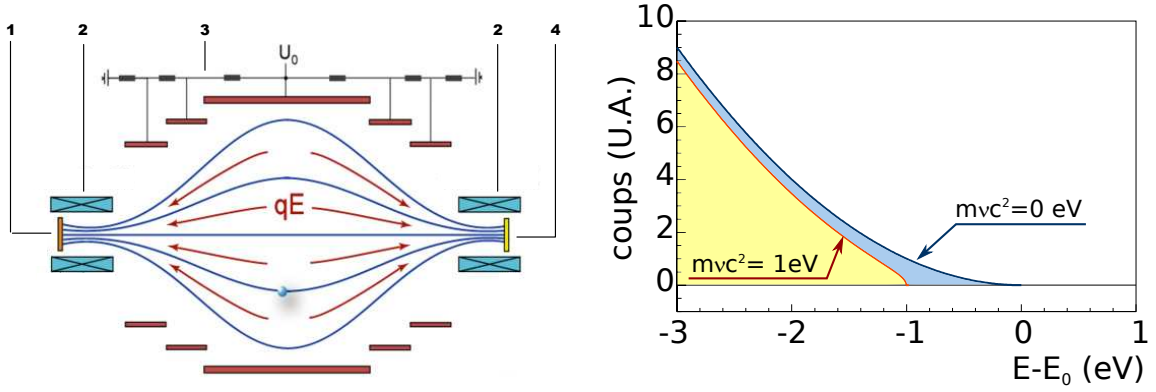 1 2 3 2 4
U₀
qE
coups (U.A.)
10
8
6
4
2
0
mνc²=0 eV
mνc²= 1eV
-3 -2 -1 0 1
E-E₀ (eV)